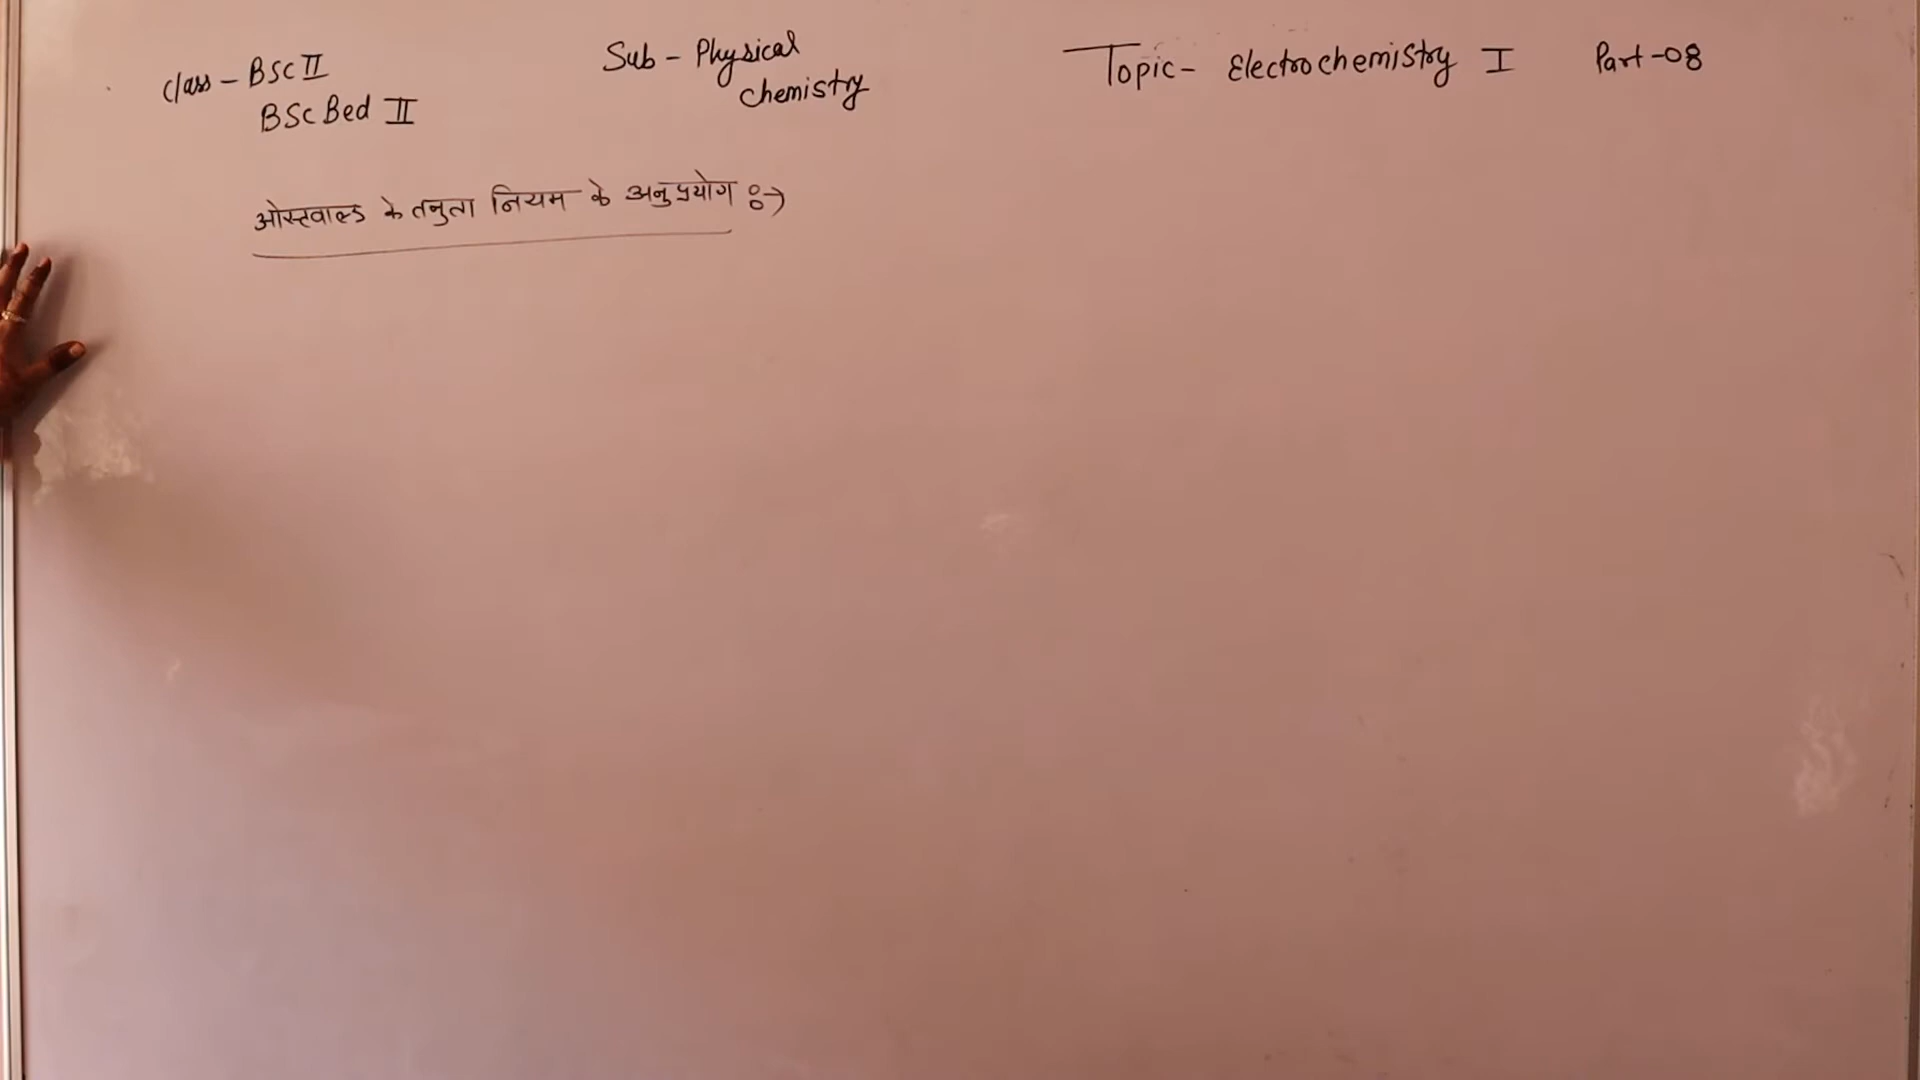 Class - BSc II
BSc Bed II
Sub - Physical
chemistry
Topic - Electrochemistry I Part-08
ओस्टवाल्ड के तनुता नियम के अनुप्रयोग :→